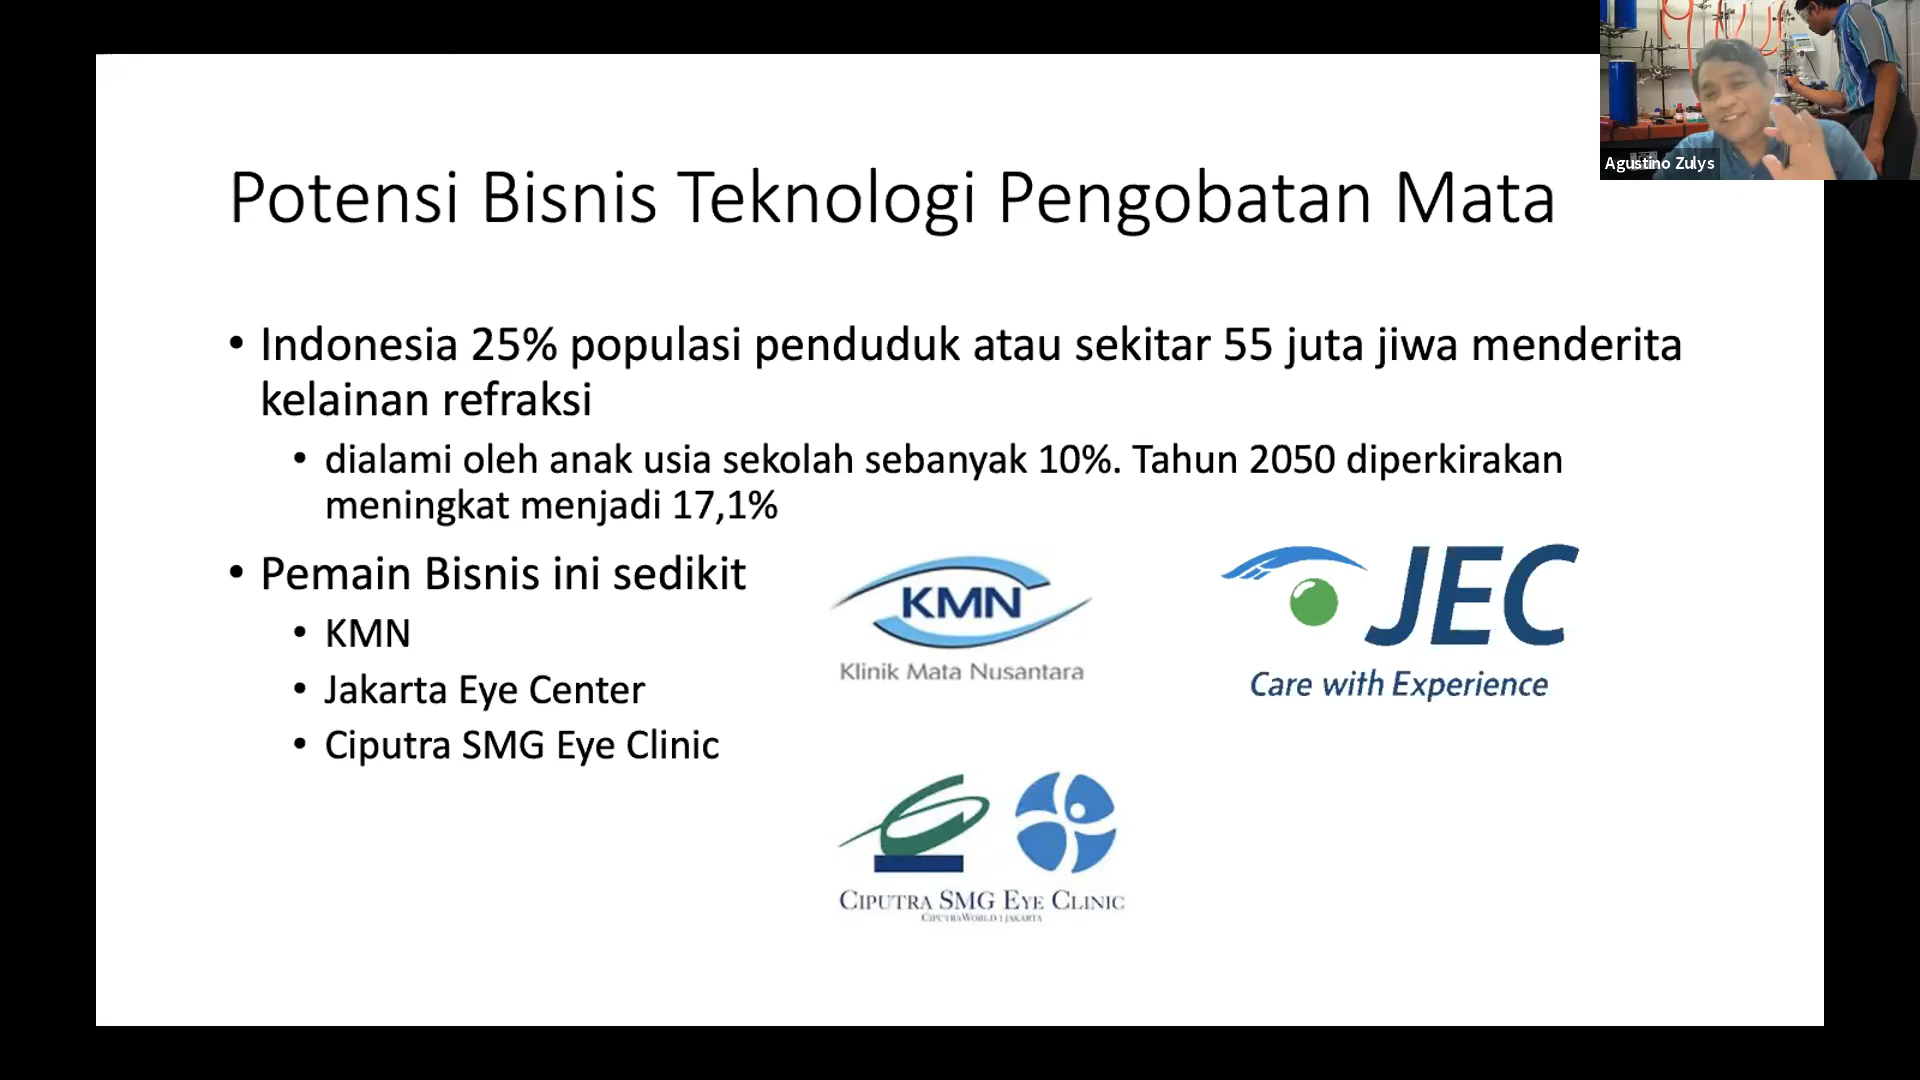 Agustino Zulys
Potensi Bisnis Teknologi Pengobatan Mata
• Indonesia 25% populasi penduduk atau sekitar 55 juta jiwa menderita
kelainan refraksi
• dialami oleh anak usia sekolah sebanyak 10%. Tahun 2050 diperkirakan
meningkat menjadi 17,1%
• Pemain Bisnis ini sedikit
• KMN
• Jakarta Eye Center
• Ciputra SMG Eye Clinic
KMN
Klinik Mata Nusantara
JEC
Care with Experience
CIPUTRA SMG EYE CLINIC
CIPUTRAWORLD 1 JAKARTA